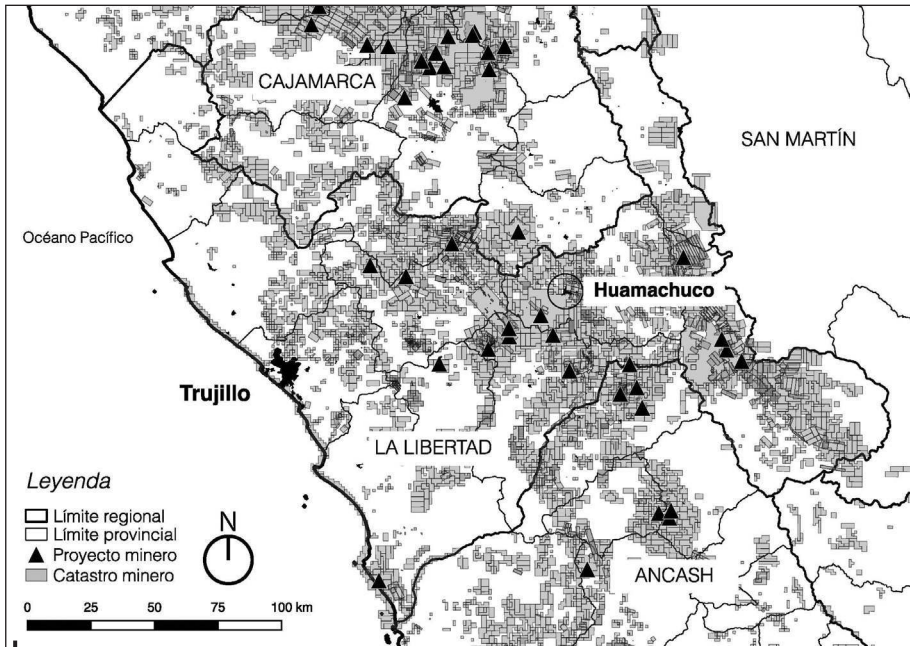 CAJAMARCA
SAN MARTÍN
Océano Pacífico
Huamachuco
Trujillo
LA LIBERTAD
ANCASH
Leyenda
Límite regional
Límite provincial
Proyecto minero
Catastro minero
N
0 25 50 75 100 km